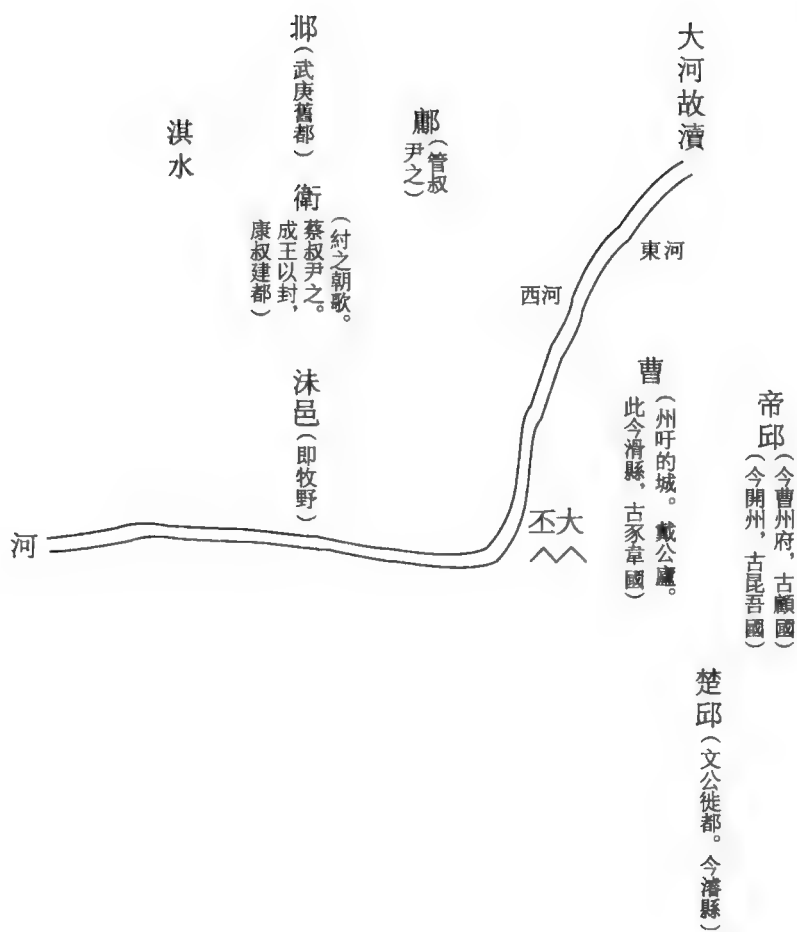 帝邱
(今曹州府,古顧國)
(今開州,古昆吾國)
楚邱(文公徙都。今濬縣)
大河故瀆
東河
西河
曹
(州吁的城。戴公廬。
此今滑縣,古豕韋國)
大丕
鄘(管叔
尹之)
邶(武庚舊都)
衛
(紂之朝歌。
蔡叔尹之。
成王以封,
康叔建都)
沬邑(即牧野)
淇水
河